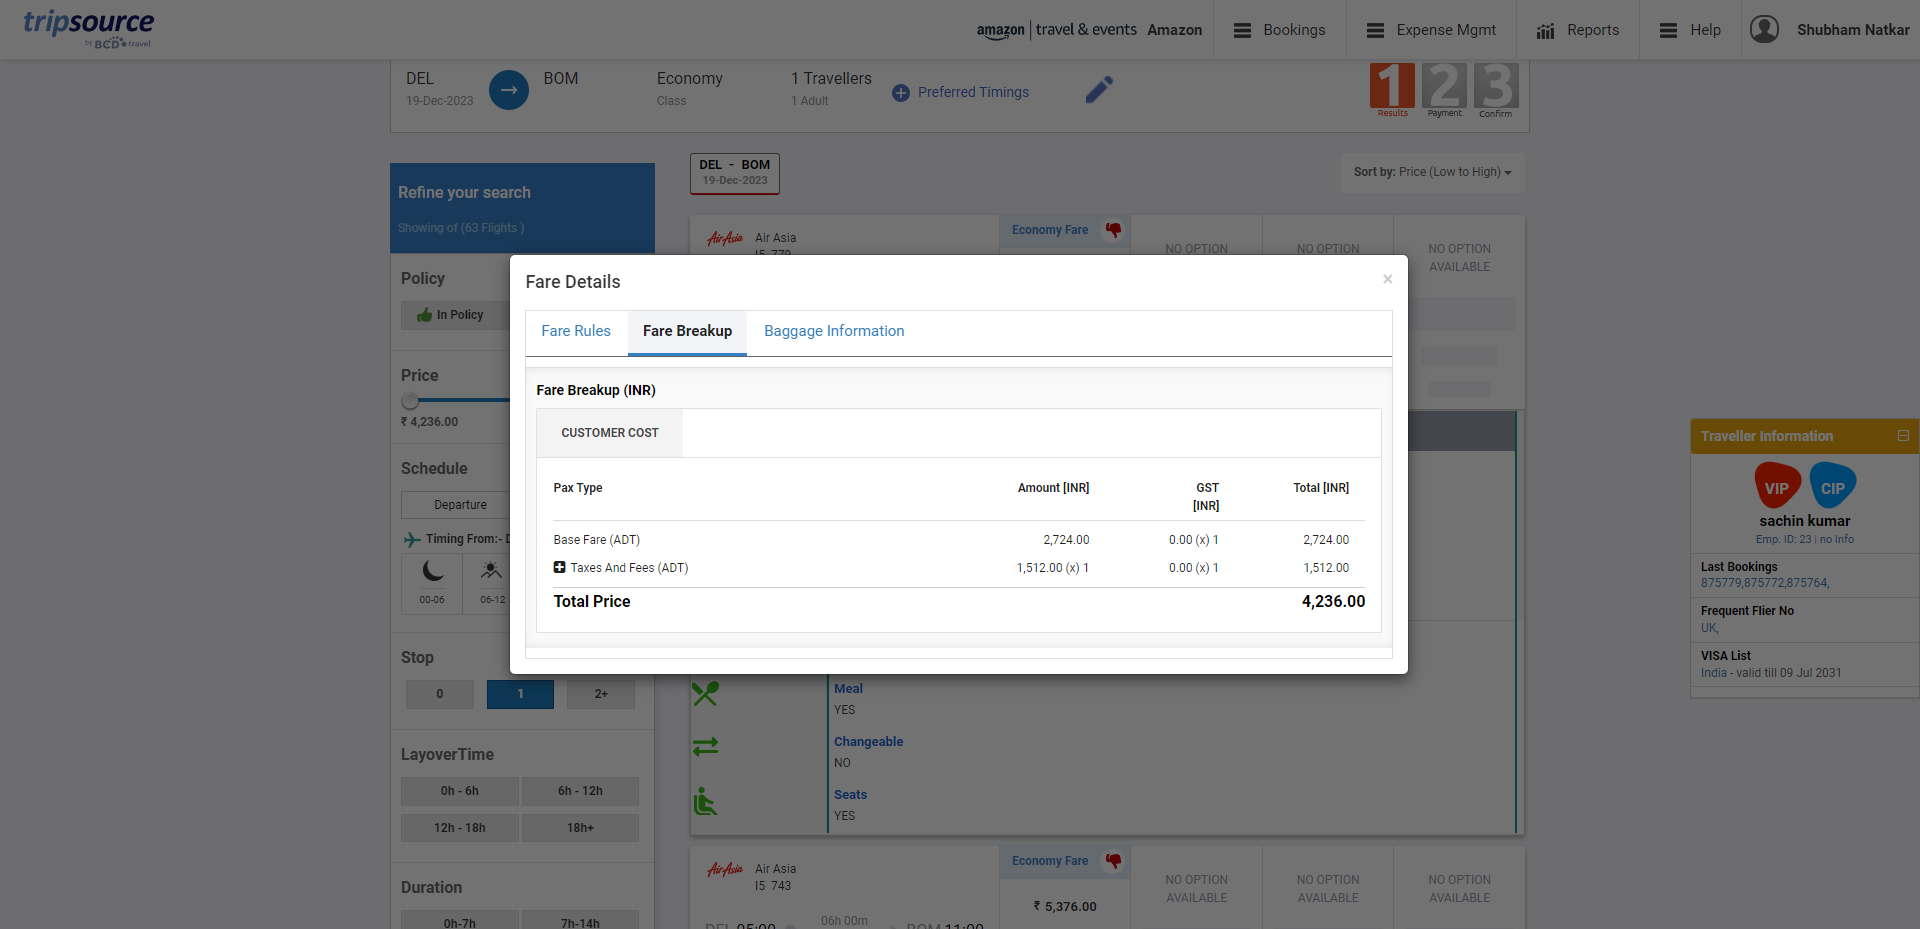 tripsource
by BCD travel
amazon travel & events Amazon
Bookings
Expense Mgmt
Reports
Help
Shubham Natkar
DEL
19-Dec-2023
BOM
Economy
Class
1 Travellers
1 Adult
Preferred Timings
1 2 3
Results Payment Confirm
Refine your search
Showing of (63 Flights )
DEL - BOM
19-Dec-2023
Sort by: Price (Low to High)
Policy
In Policy
Price
₹ 4,236.00
Schedule
Departure
Timing From:-
00-06
06-12
Stop
0 1 2+
LayoverTime
0h - 6h 6h - 12h
12h - 18h 18h+
Duration
0h-7h 7h-14h
AirAsia Air Asia
I5 779
Economy Fare
NO OPTION
NO OPTION
NO OPTION
AVAILABLE
Fare Details
×
Fare Rules Fare Breakup Baggage Information
Fare Breakup (INR)
CUSTOMER COST
Pax Type Amount [INR] GST [INR] Total [INR]
Base Fare (ADT) 2,724.00 0.00 (x) 1 2,724.00
Taxes And Fees (ADT) 1,512.00 (x) 1 0.00 (x) 1 1,512.00
Total Price 4,236.00
Meal
YES
Changeable
NO
Seats
YES
AirAsia Air Asia
I5 743
Economy Fare
₹ 5,376.00
NO OPTION
AVAILABLE
NO OPTION
AVAILABLE
NO OPTION
AVAILABLE
DEL 05:00 06h 00m BOM 11:00
Traveller Information
VIP CIP
sachin kumar
Emp. ID: 23 | no Info
Last Bookings
875779,875772,875764,
Frequent Flier No
UK,
VISA List
India - valid till 09 Jul 2031